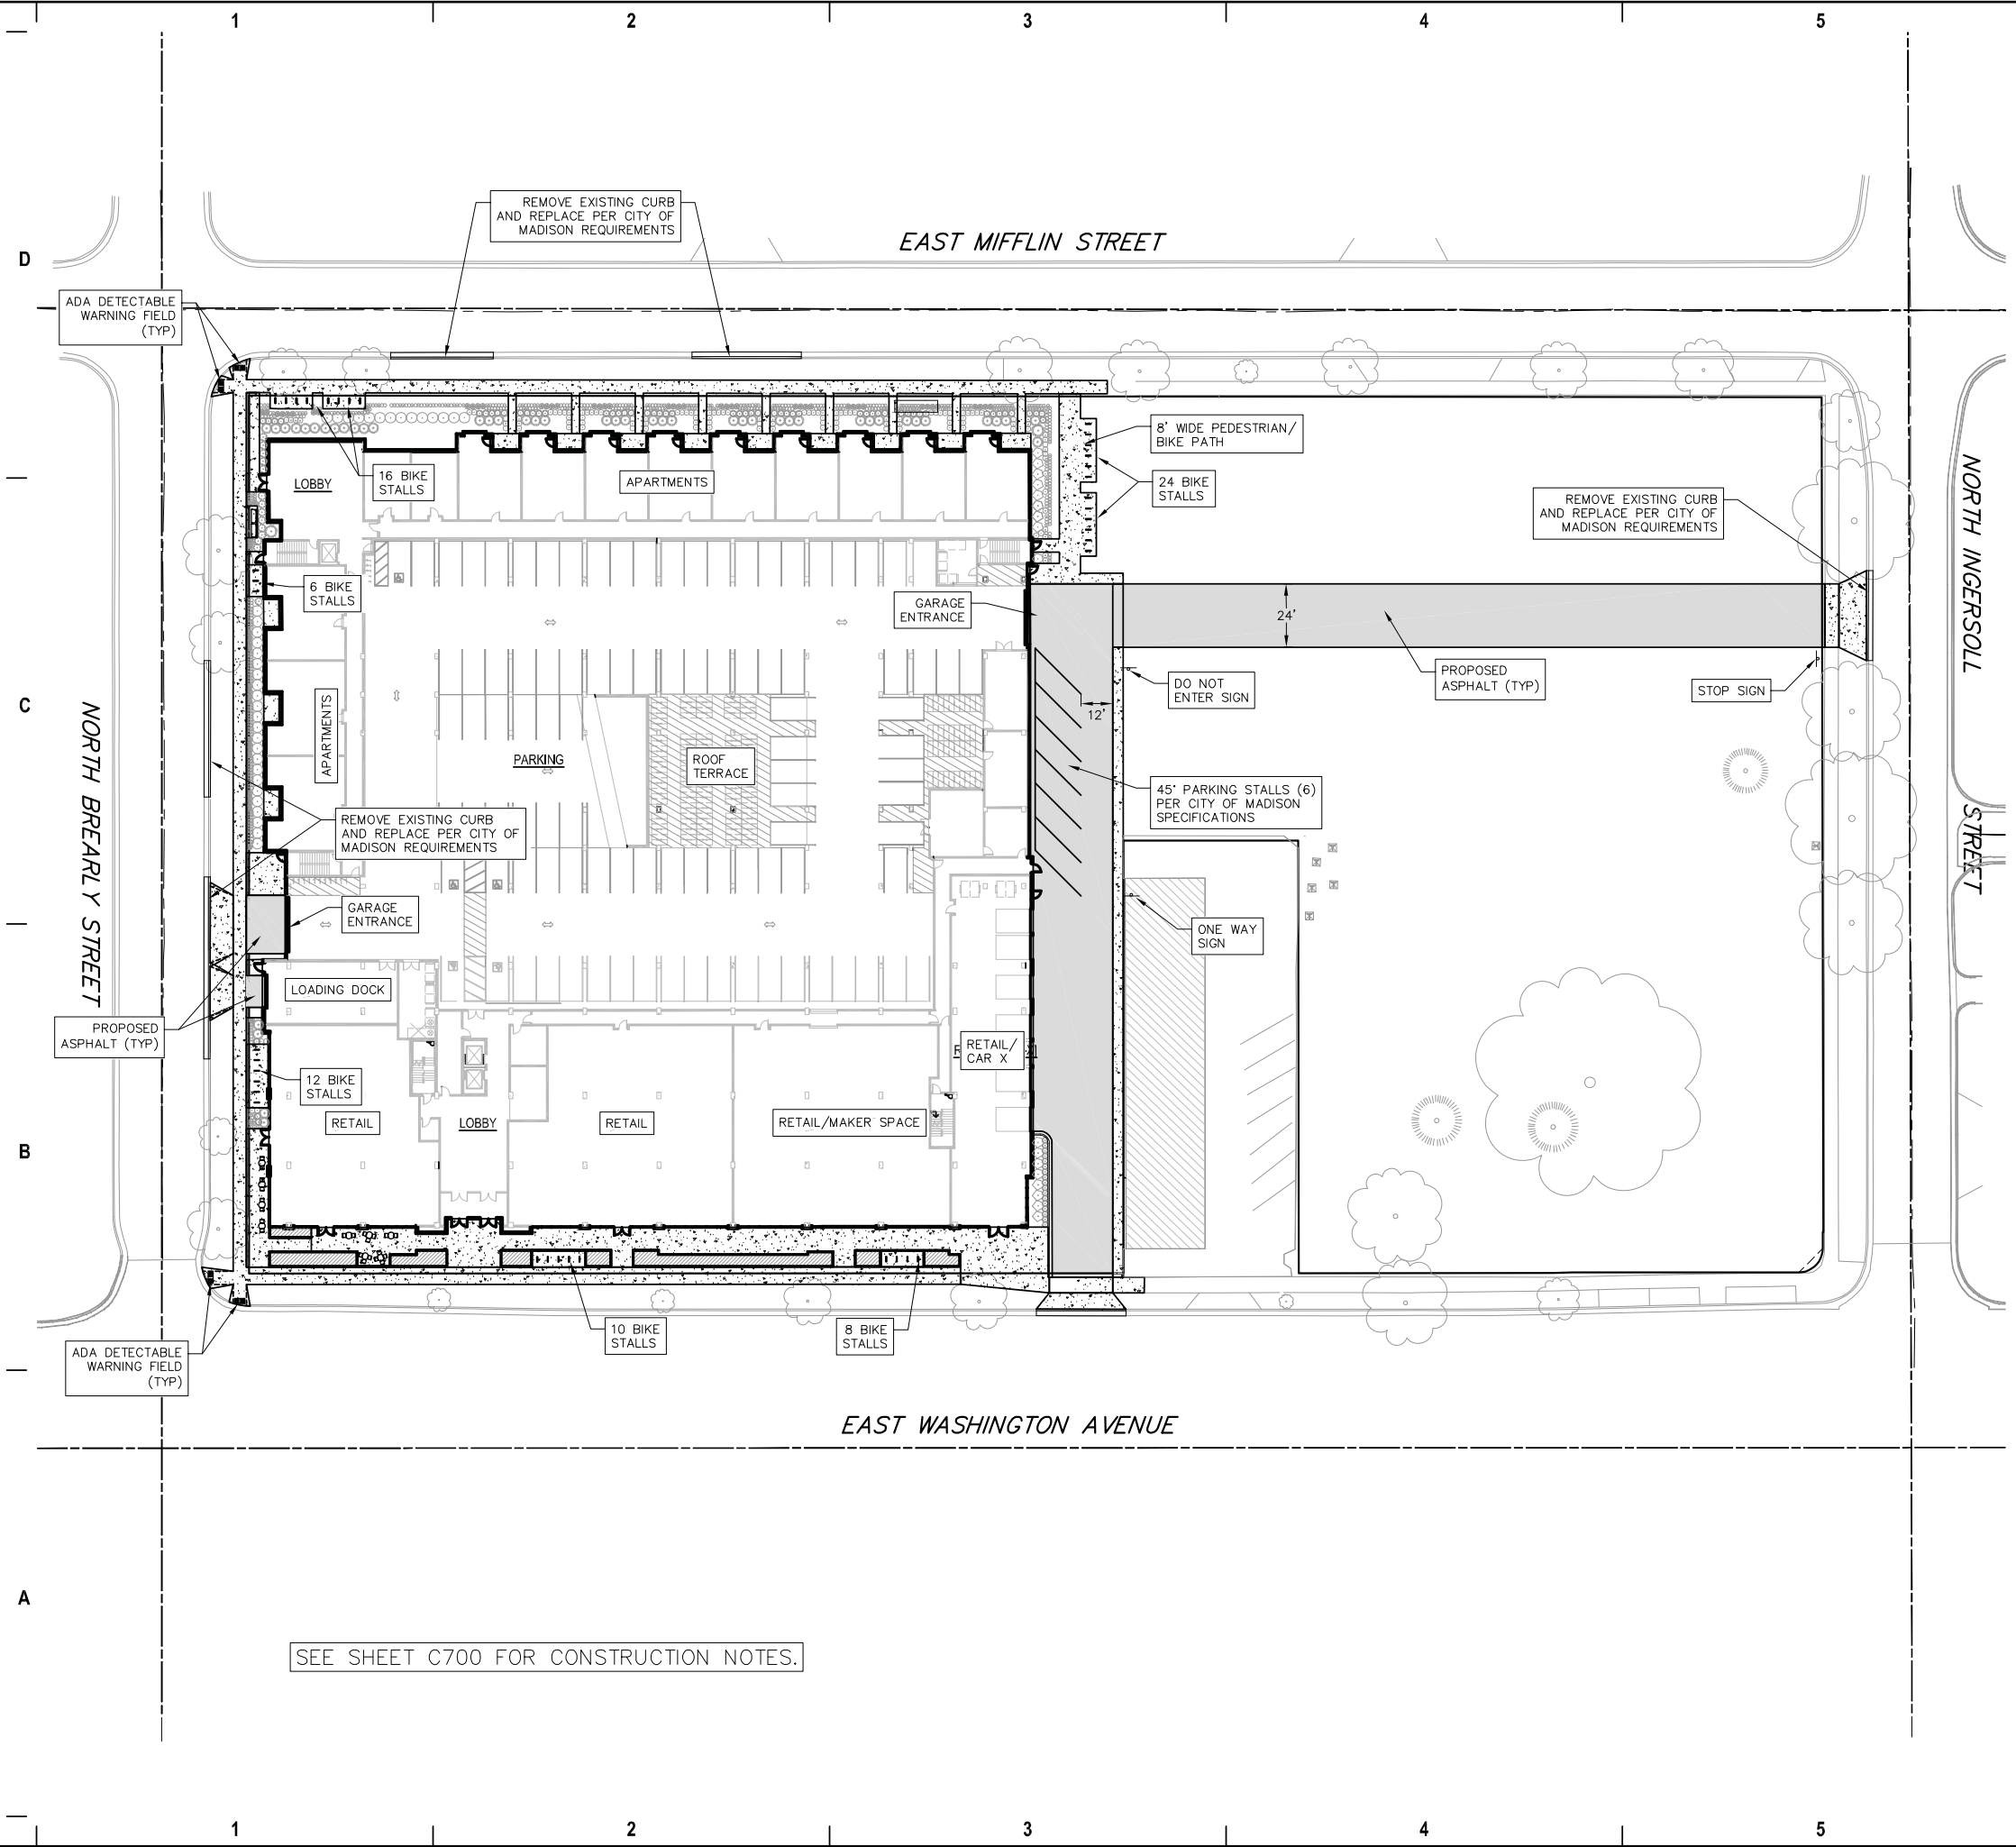 1
2
3
4
5
D
REMOVE EXISTING CURB
AND REPLACE PER CITY OF
MADISON REQUIREMENTS
EAST MIFFLIN STREET
ADA DETECTABLE
WARNING FIELD
(TYP)
8' WIDE PEDESTRIAN/
BIKE PATH
16 BIKE
STALLS
LOBBY
APARTMENTS
24 BIKE
STALLS
REMOVE EXISTING CURB
AND REPLACE PER CITY OF
MADISON REQUIREMENTS
NORTH INGERSOLL
STREET
6 BIKE
STALLS
GARAGE
ENTRANCE
24'
PROPOSED
ASPHALT (TYP)
DO NOT
ENTER SIGN
STOP SIGN
12'
C
NORTH BREARLY STREET
APARTMENTS
PARKING
ROOF
TERRACE
45° PARKING STALLS (6)
PER CITY OF MADISON
SPECIFICATIONS
REMOVE EXISTING CURB
AND REPLACE PER CITY OF
MADISON REQUIREMENTS
GARAGE
ENTRANCE
ONE WAY
SIGN
LOADING DOCK
PROPOSED
ASPHALT (TYP)
RETAIL/
CAR X
12 BIKE
STALLS
RETAIL
LOBBY
RETAIL
RETAIL/MAKER SPACE
B
10 BIKE
STALLS
8 BIKE
STALLS
ADA DETECTABLE
WARNING FIELD
(TYP)
EAST WASHINGTON AVENUE
A
SEE SHEET C700 FOR CONSTRUCTION NOTES.
1
2
3
4
5